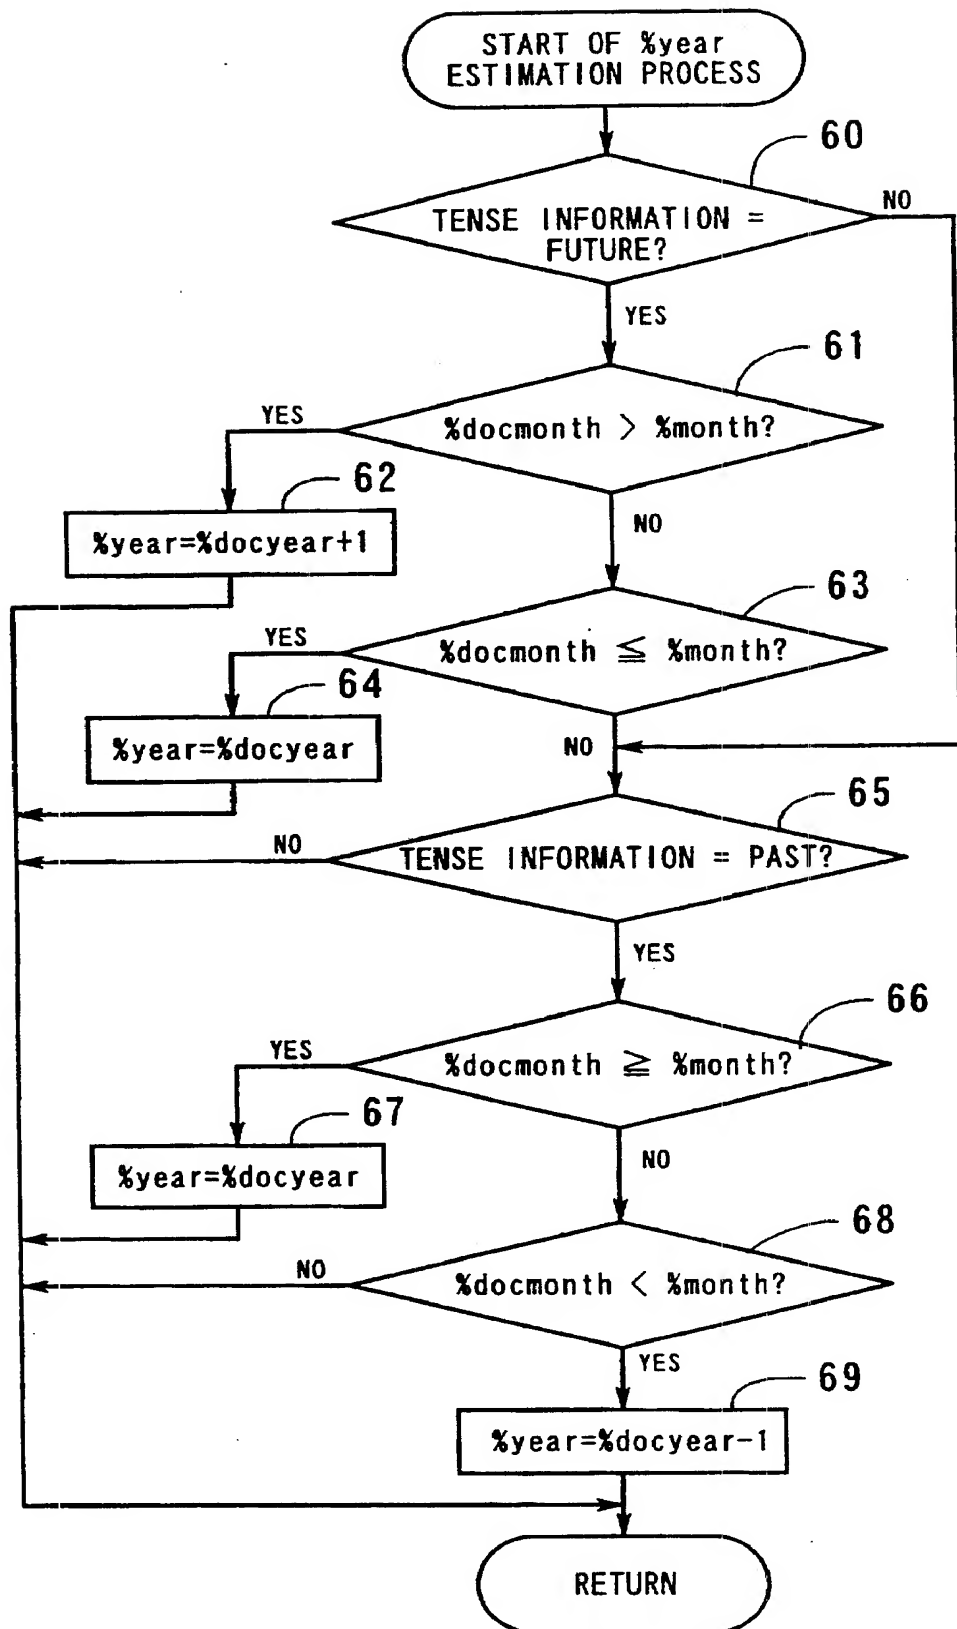 START OF %year
ESTIMATION PROCESS
60
TENSE INFORMATION =
FUTURE?
NO
YES
61
%docmonth > %month?
YES
62
%year=%docyear+1
NO
63
%docmonth ≦ %month?
YES
64
%year=%docyear
NO
65
TENSE INFORMATION = PAST?
NO
YES
66
%docmonth ≧ %month?
YES
67
%year=%docyear
NO
68
%docmonth < %month?
NO
YES
69
%year=%docyear-1
RETURN